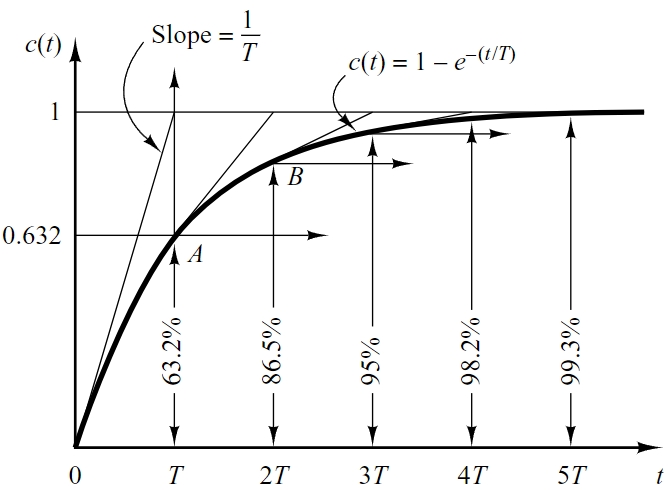 c(t)
Slope = 1/T
c(t) = 1 – e^–(t/T)
1
B
0.632
A
63.2%
86.5%
95%
98.2%
99.3%
0 T 2T 3T 4T 5T t